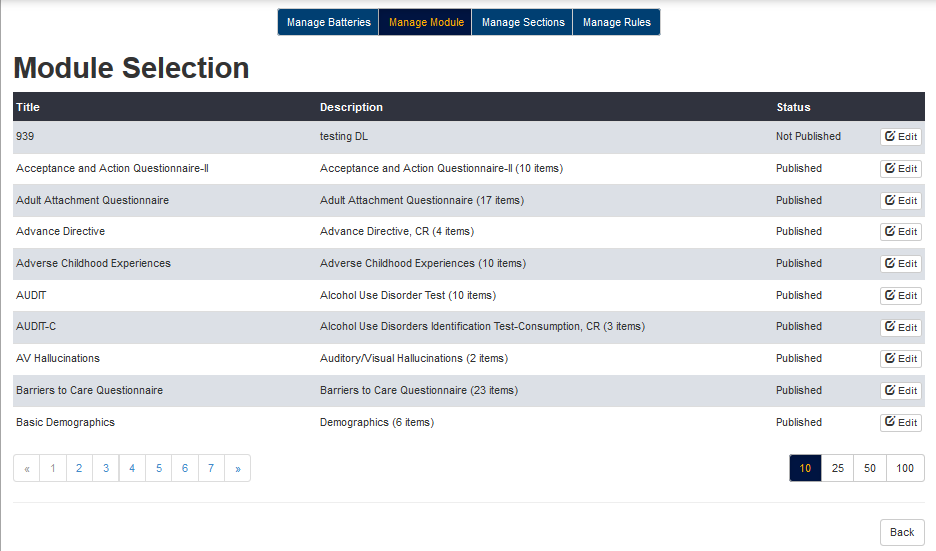 Manage Batteries Manage Module Manage Sections Manage Rules
Module Selection
Title Description Status
939 testing DL Not Published Edit
Acceptance and Action Questionnaire-II Acceptance and Action Questionnaire-II (10 items) Published Edit
Adult Attachment Questionnaire Adult Attachment Questionnaire (17 items) Published Edit
Advance Directive Advance Directive, CR (4 items) Published Edit
Adverse Childhood Experiences Adverse Childhood Experiences (10 items) Published Edit
AUDIT Alcohol Use Disorder Test (10 items) Published Edit
AUDIT-C Alcohol Use Disorders Identification Test-Consumption, CR (3 items) Published Edit
AV Hallucinations Auditory/Visual Hallucinations (2 items) Published Edit
Barriers to Care Questionnaire Barriers to Care Questionnaire (23 items) Published Edit
Basic Demographics Demographics (6 items) Published Edit
« 1 2 3 4 5 6 7 » 10 25 50 100
Back